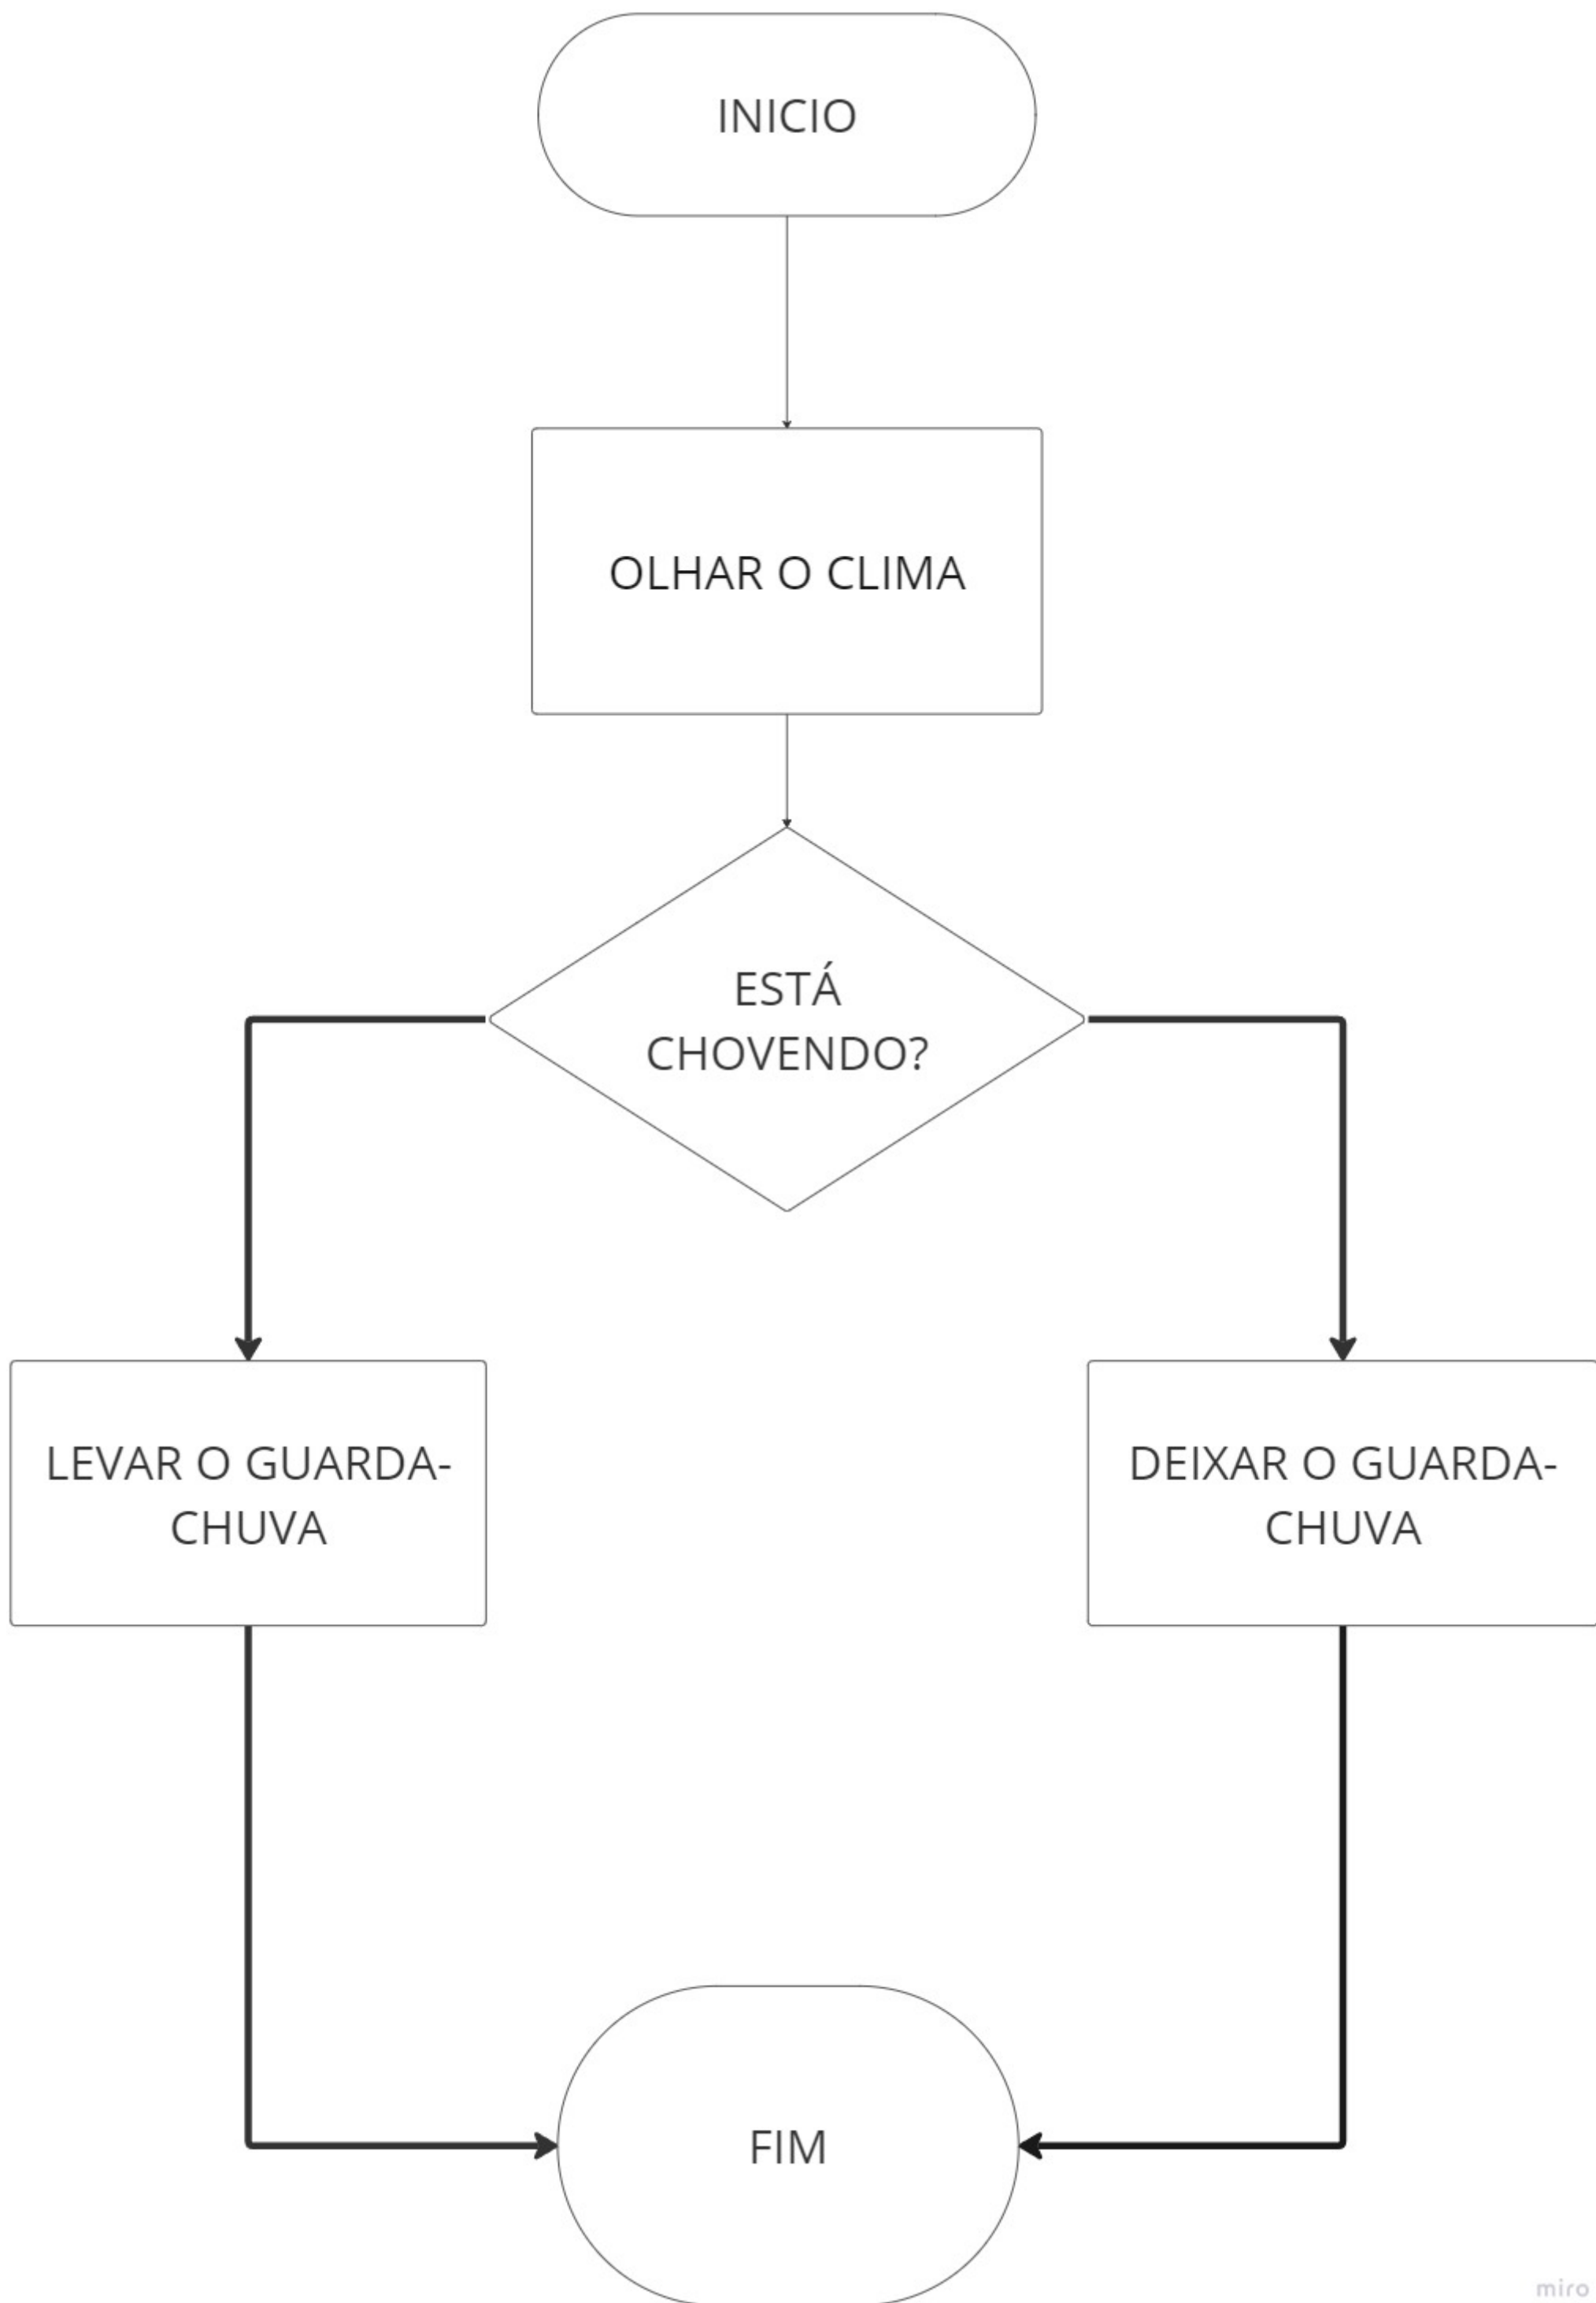 INICIO
OLHAR O CLIMA
ESTÁ
CHOVENDO?
LEVAR O GUARDA-
CHUVA
DEIXAR O GUARDA-
CHUVA
FIM
miro